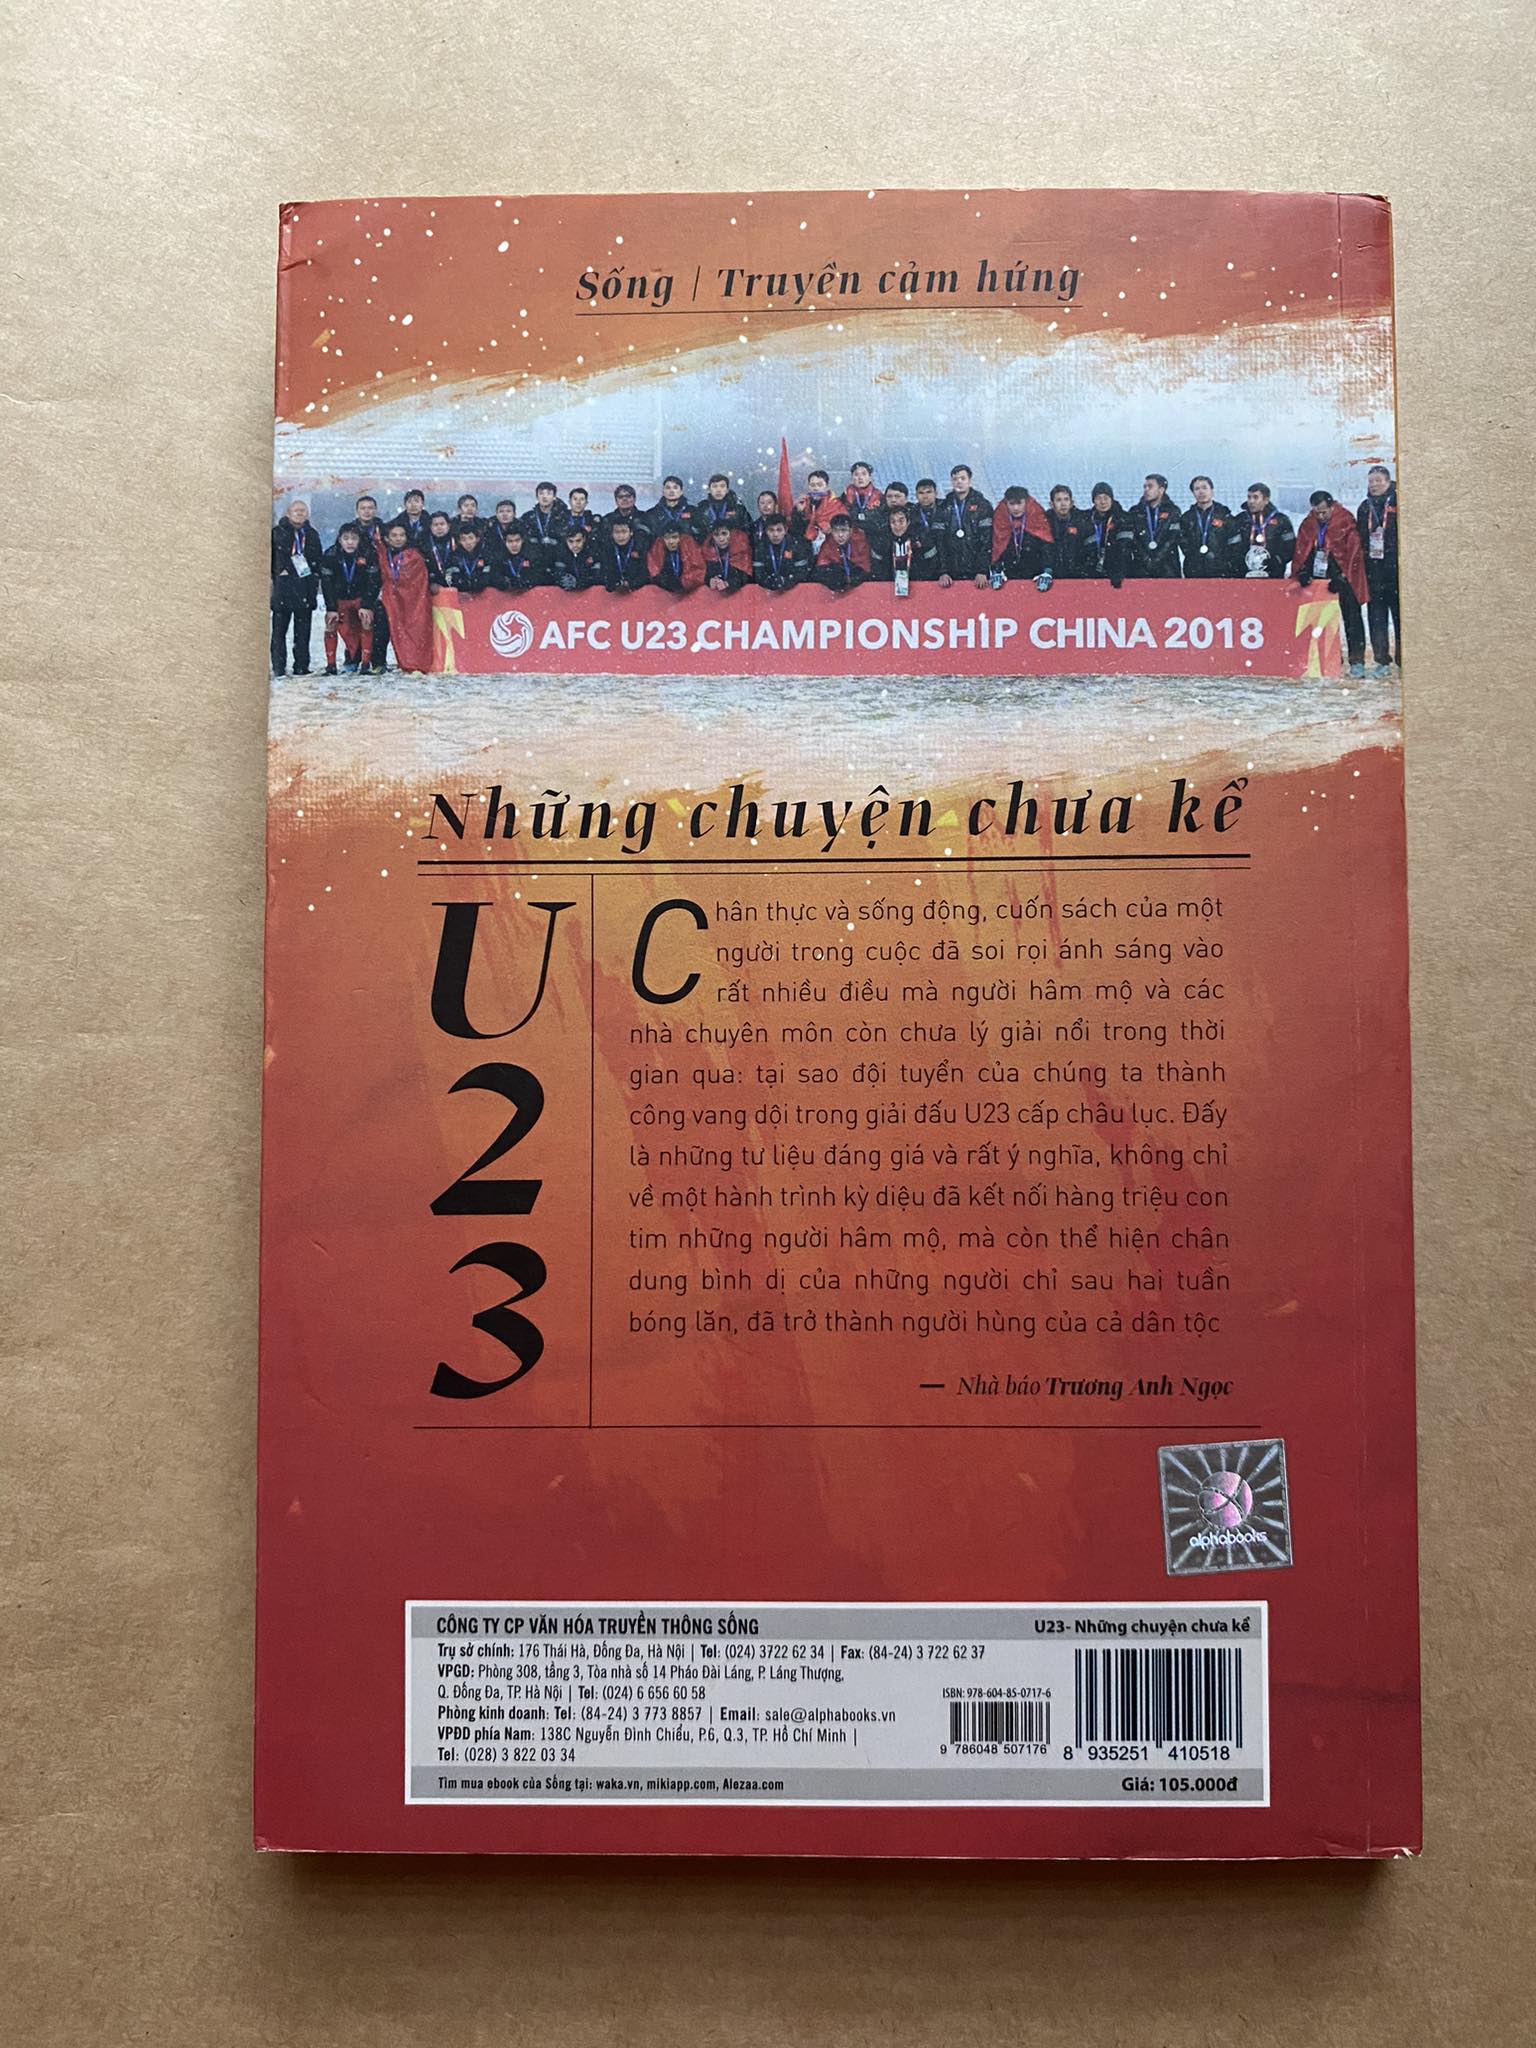 Sống | Truyền cảm hứng
AFC U23 CHAMPIONSHIP CHINA 2018
Những chuyện chưa kể
U
2
3
Chân thực và sống động, cuốn sách của một
người trong cuộc đã soi rọi ánh sáng vào
rất nhiều điều mà người hâm mộ và các
nhà chuyên môn còn chưa lý giải nổi trong thời
gian qua: tại sao đội tuyển của chúng ta thành
công vang dội trong giải đấu U23 cấp châu lục. Đấy
là những tư liệu đáng giá và rất ý nghĩa, không chỉ
về một hành trình kỳ diệu đã kết nối hàng triệu con
tim những người hâm mộ, mà còn thể hiện chân
dung bình dị của những người chỉ sau hai tuần
bóng lăn, đã trở thành người hùng của cả dân tộc
— Nhà báo Trương Anh Ngọc
alphabooks
CÔNG TY CP VĂN HÓA TRUYỀN THÔNG SỐNG
Trụ sở chính: 176 Thái Hà, Đống Đa, Hà Nội | Tel: (024) 3722 62 34 | Fax: (84-24) 3 722 62 37
VPGD: Phòng 308, tầng 3, Tòa nhà số 14 Pháo Đài Láng, P. Láng Thượng,
Q. Đống Đa, TP. Hà Nội | Tel: (024) 6 656 60 58
Phòng kinh doanh: Tel: (84-24) 3 773 8857 | Email: sale@alphabooks.vn
VPĐD phía Nam: 138C Nguyễn Đình Chiểu, P.6, Q.3, TP. Hồ Chí Minh |
Tel: (028) 3 822 03 34
Tìm mua ebook của Sống tại: waka.vn, mikiapp.com, Alezaa.com
U23- Những chuyện chưa kể
ISBN: 978-604-85-0717-6
9 786048 507176
8 935251 410518
Giá: 105.000đ